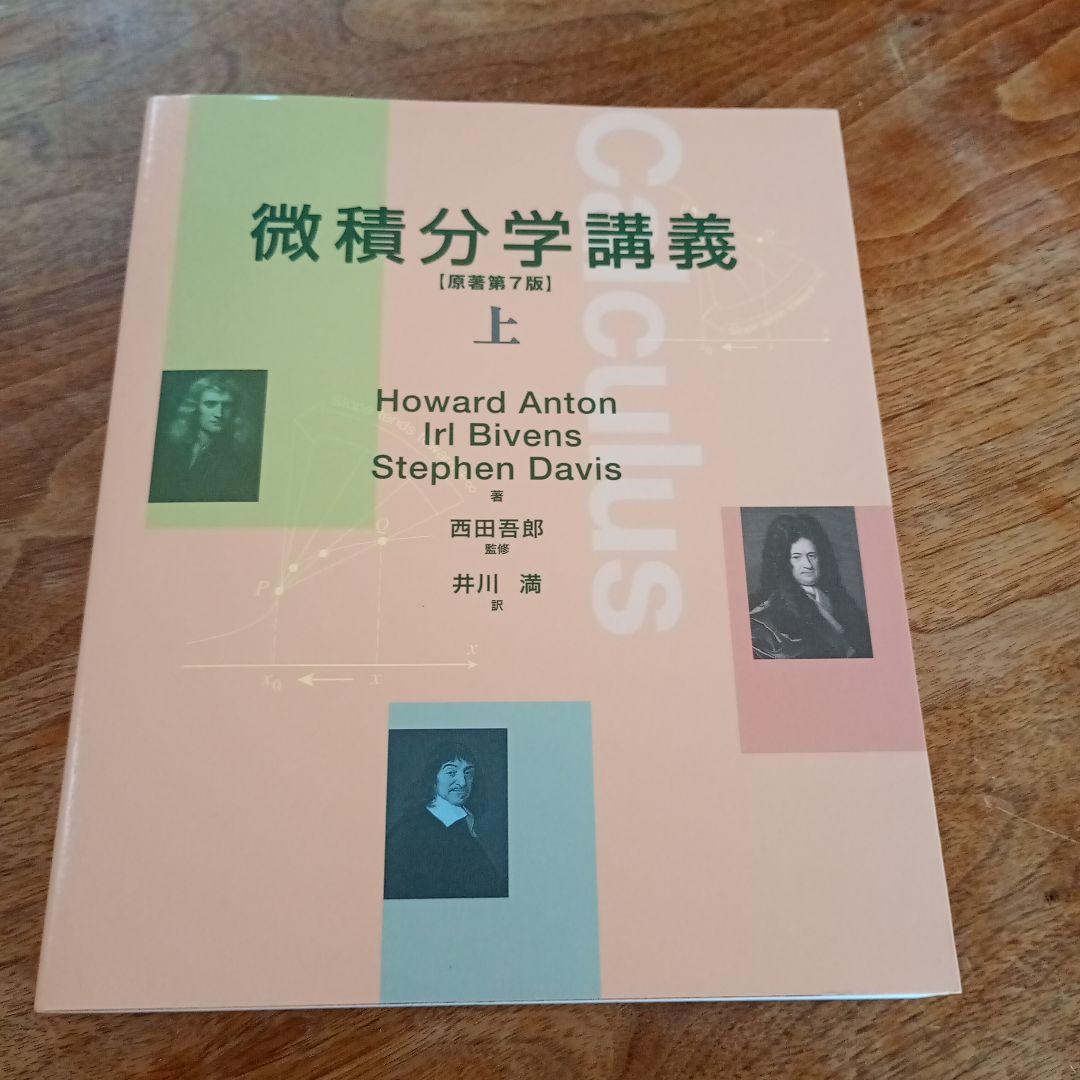 Calculus
微積分学講義
【原著第7版】
上
Howard Anton
Irl Bivens
Stephen Davis
著
西田吾郎
監修
井川 満
訳
Q
P
x
x₀
x